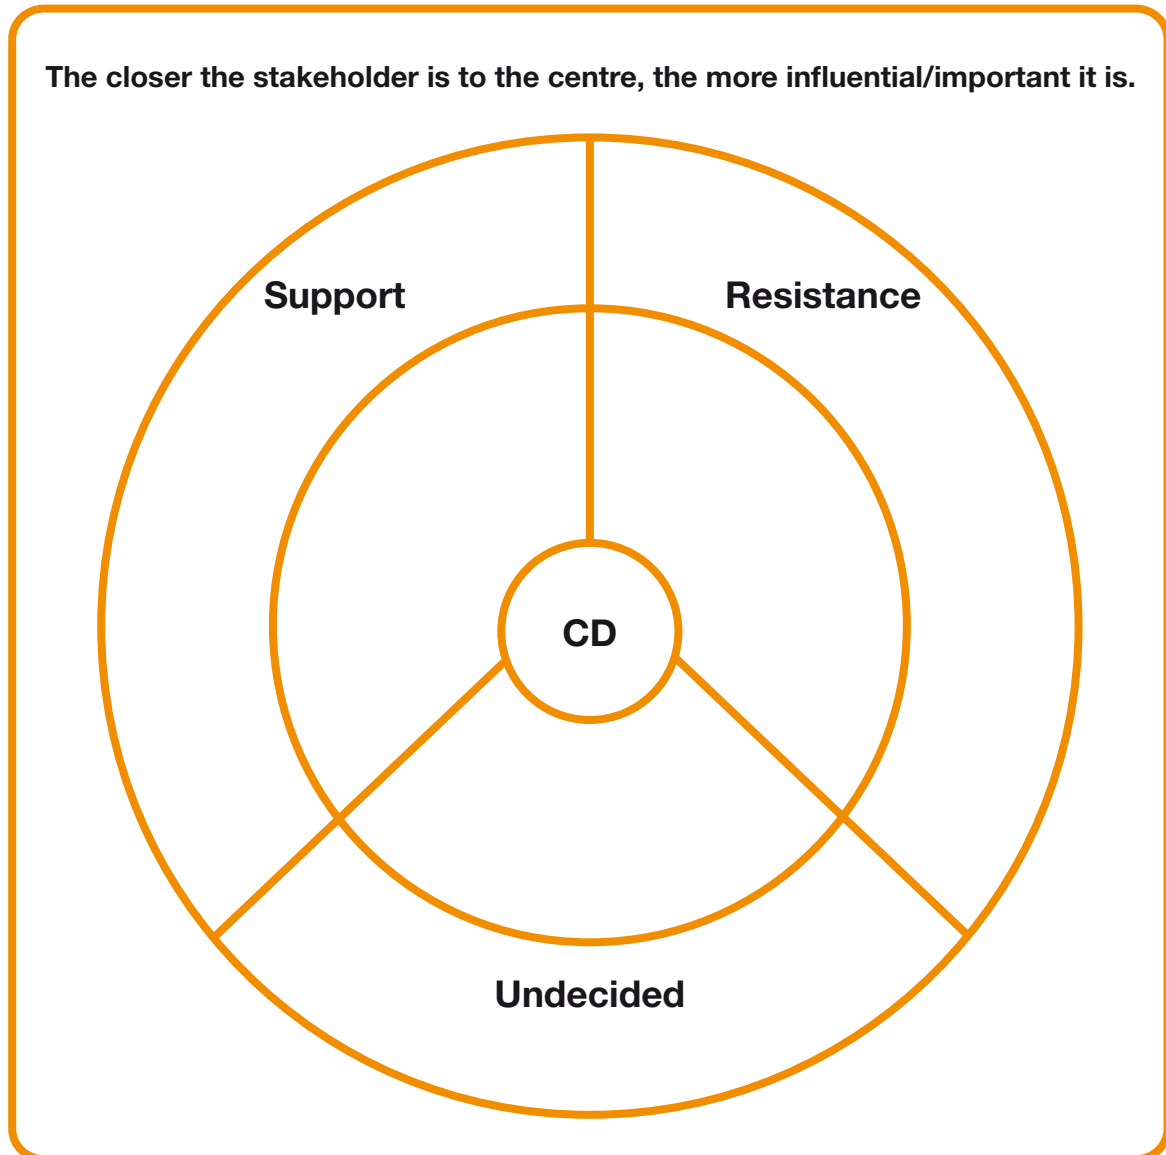 The closer the stakeholder is to the centre, the more influential/important it is.
Support
Resistance
CD
Undecided